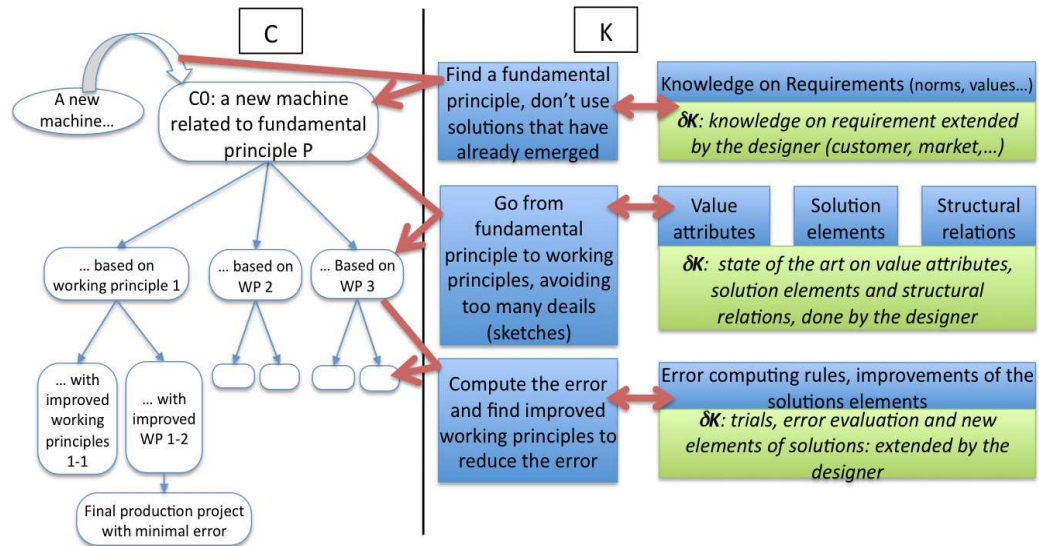 C
K
A new
machine…
C0: a new machine
related to fundamental
principle P
… based on
working principle 1
… based on
WP 2
… Based on
WP 3
… with
improved
working
principles
1-1
… with
improved
WP 1-2
Final production project
with minimal error
Find a fundamental
principle, don’t use
solutions that have
already emerged
Knowledge on Requirements (norms, values…)
δK: knowledge on requirement extended
by the designer (customer, market,…)
Go from
fundamental
principle to working
principles, avoiding
too many deails
(sketches)
Value
attributes
Solution
elements
Structural
relations
δK: state of the art on value attributes,
solution elements and structural
relations, done by the designer
Compute the error
and find improved
working principles to
reduce the error
Error computing rules, improvements of the
solutions elements
δK: trials, error evaluation and new
elements of solutions: extended by the
designer